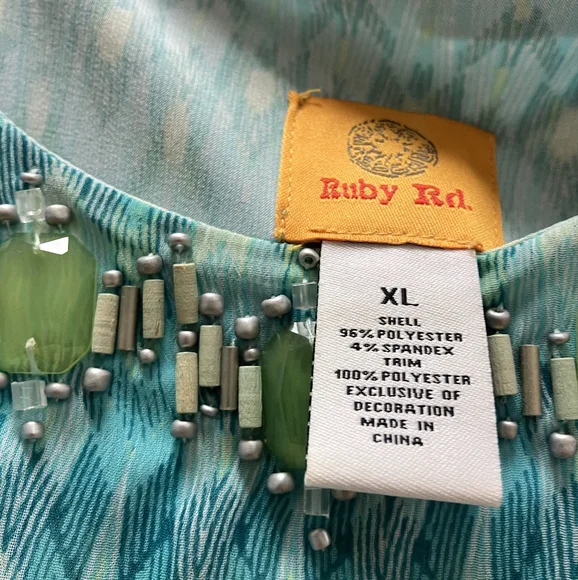 Ruby Rd.
XL
SHELL
96% POLYESTER
4% SPANDEX
TRIM
100% POLYESTER
EXCLUSIVE OF
DECORATION
MADE IN
CHINA